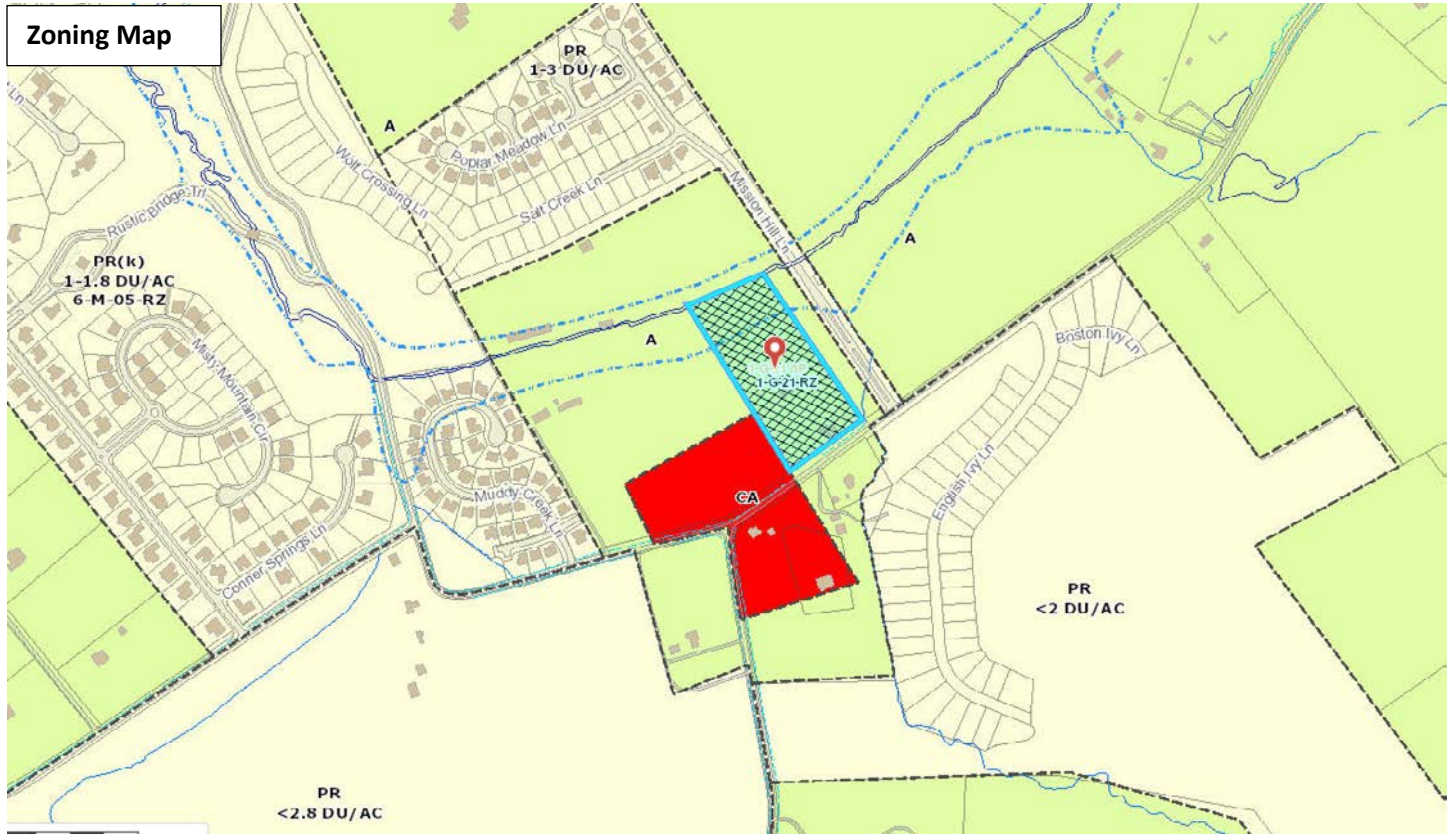 Zoning Map
PR
1-3 DU/AC
A
Poplar Meadow Ln
Wolf Crossing Ln
Salt Creek Ln
Mission Hill Ln
Rustic Bridge Trl
A
PR(k)
1-1.8 DU/AC
6-M-05-RZ
A
Misty Mountain Cir
1-G-21-RZ
Boston Ivy Ln
English Ivy Ln
CA
Muddy Creek Ln
Conner Springs Ln
PR
<2 DU/AC
PR
<2.8 DU/AC